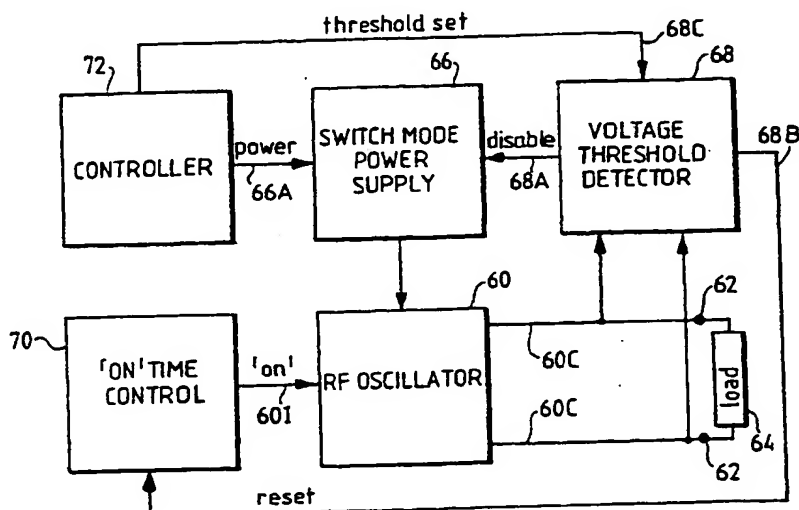 threshold set
68C
72
66
68
68B
CONTROLLER
power
66A
SWITCH MODE
POWER
SUPPLY
disable
68A
VOLTAGE
THRESHOLD
DETECTOR
60
62
70
'ON' TIME
CONTROL
'on'
60I
RF OSCILLATOR
60C
60C
load
64
62
reset